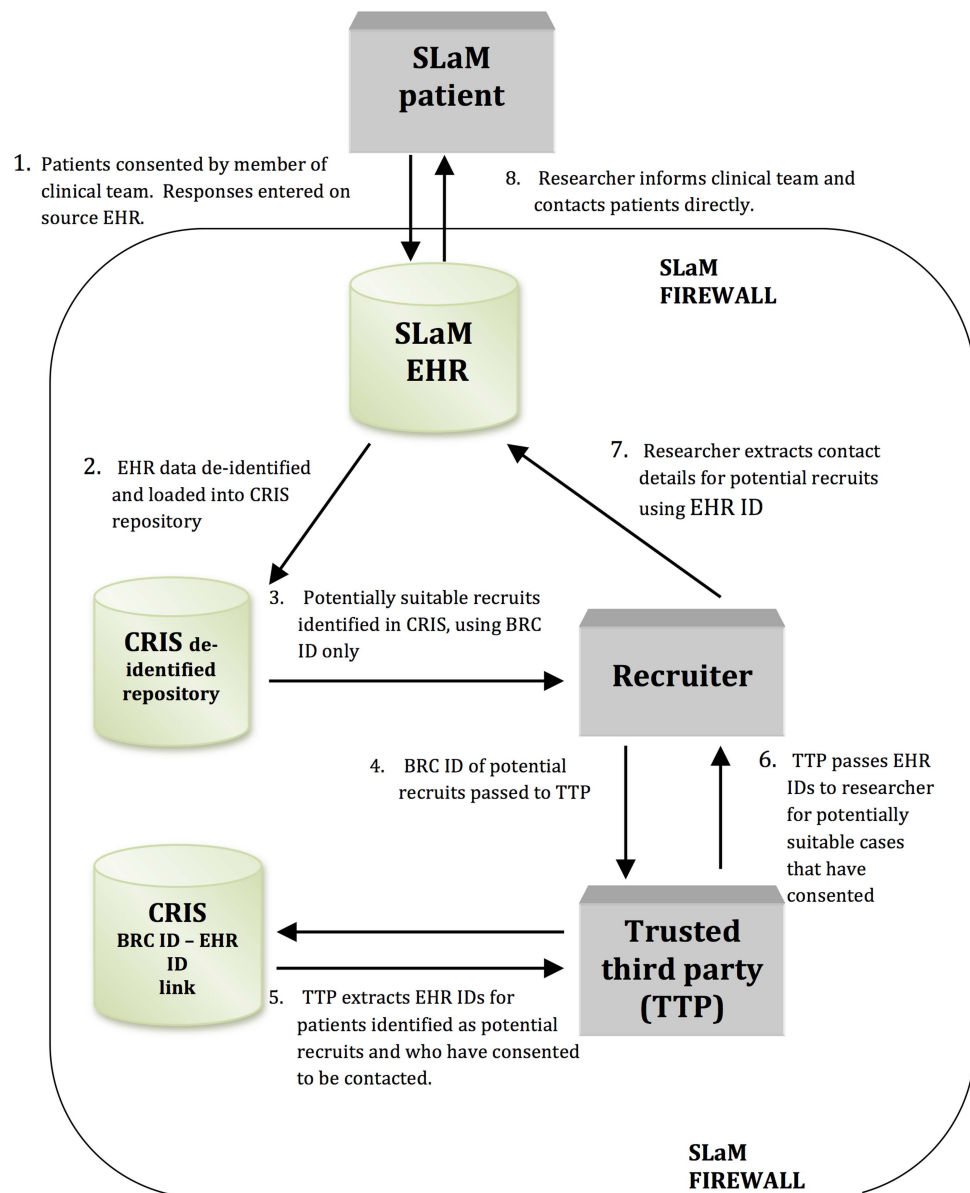 SLaM
patient
1. Patients consented by member of
clinical team.  Responses entered on
source EHR.
8. Researcher informs clinical team and
contacts patients directly.
SLaM
FIREWALL
SLaM
EHR
2. EHR data de-identified
and loaded into CRIS
repository
7. Researcher extracts contact
details for potential recruits
using EHR ID
3. Potentially suitable recruits
identified in CRIS, using BRC
ID only
CRIS de-
identified
repository
Recruiter
4. BRC ID of potential
recruits passed to TTP
6. TTP passes EHR
IDs to researcher
for potentially
suitable cases
that have
consented
CRIS
BRC ID – EHR
ID
link
Trusted
third party
(TTP)
5. TTP extracts EHR IDs for
patients identified as potential
recruits and who have consented
to be contacted.
SLaM
FIREWALL